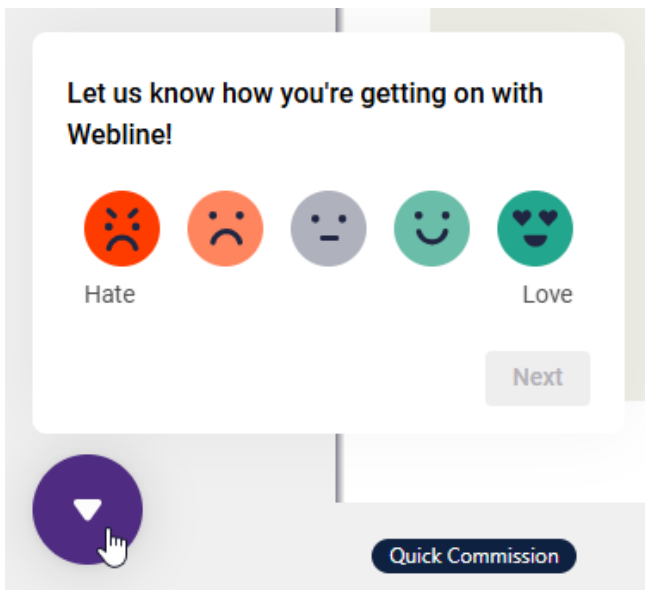 Let us know how you're getting on with
Webline!
Hate
Love
Next
Quick Commission